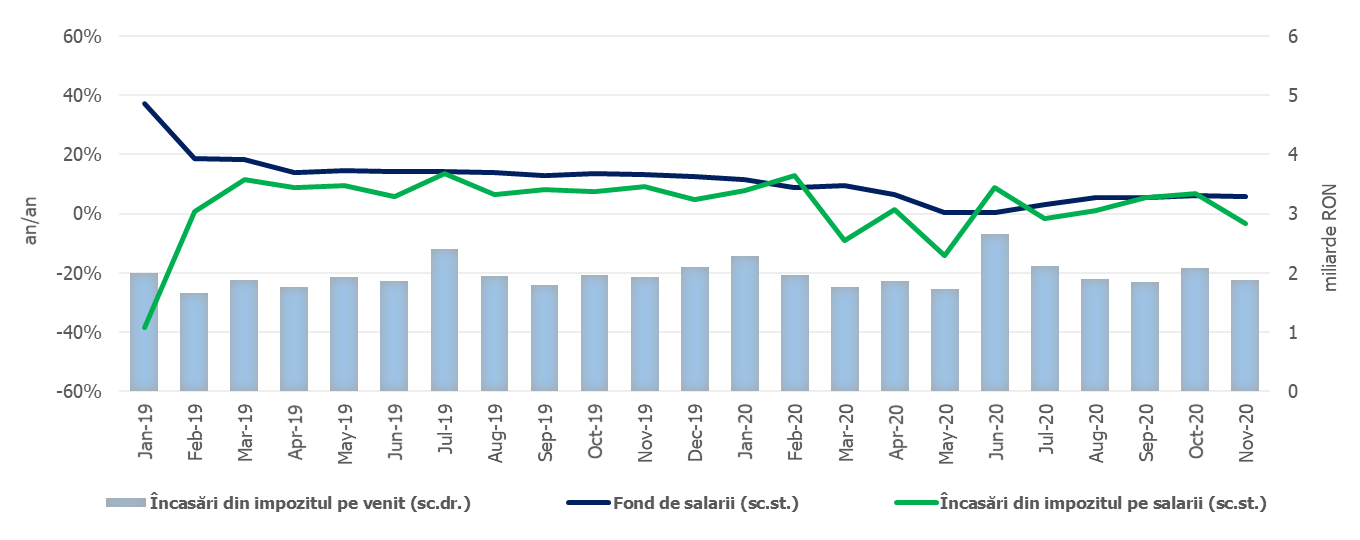 60%
40%
20%
0%
-20%
-40%
-60%
an/an
6
5
4
3
2
1
0
miliarde RON
Jan-19
Feb-19
Mar-19
Apr-19
May-19
Jun-19
Jul-19
Aug-19
Sep-19
Oct-19
Nov-19
Dec-19
Jan-20
Feb-20
Mar-20
Apr-20
May-20
Jun-20
Jul-20
Aug-20
Sep-20
Oct-20
Nov-20
Încasări din impozitul pe venit (sc.dr.)
Fond de salarii (sc.st.)
Încasări din impozitul pe salarii (sc.st.)